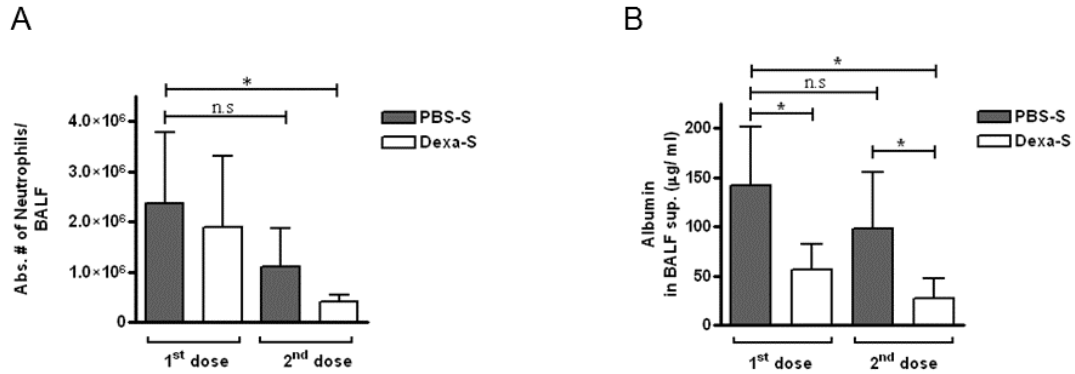 A
*
n.s
4.0×10⁶
3.0×10⁶
2.0×10⁶
1.0×10⁶
0
Abs. # of Neutrophils/
BALF
1st dose
2nd dose
PBS-S
Dexa-S
B
*
n.s
*
*
200
150
100
50
0
Albumin
in BALF sup. (μg/ ml)
1st dose
2nd dose
PBS-S
Dexa-S